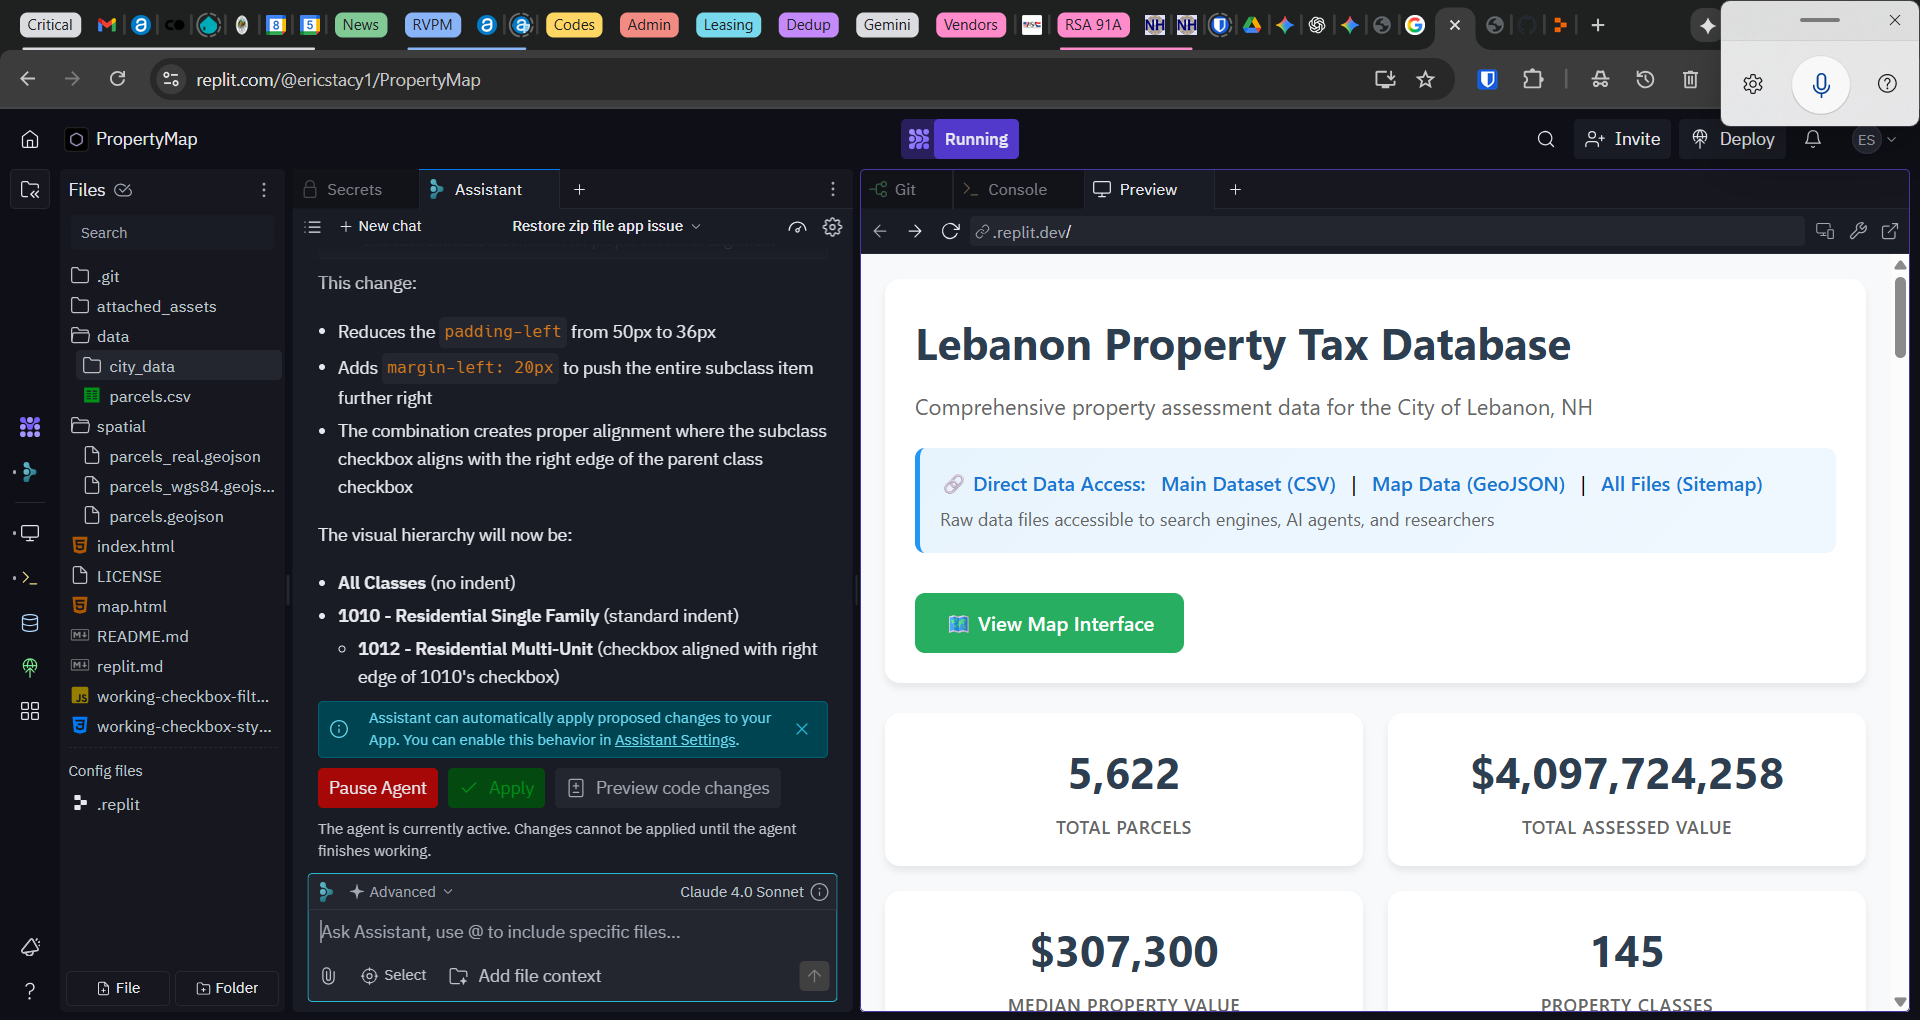 Critical
8
5
News
RVPM
Codes
Admin
Leasing
Dedup
Gemini
Vendors
RSA 91A
NH
NH
replit.com/@ericstacy1/PropertyMap
PropertyMap
Running
Invite
Deploy
ES
Files
Search
.git
attached_assets
data
city_data
parcels.csv
spatial
parcels_real.geojson
parcels_wgs84.geojs...
parcels.geojson
index.html
LICENSE
map.html
README.md
replit.md
working-checkbox-filt...
working-checkbox-sty...
Config files
.replit
File
Folder
Secrets
Assistant
New chat
Restore zip file app issue
This change:
• Reduces the padding-left from 50px to 36px
• Adds margin-left: 20px to push the entire subclass item
further right
• The combination creates proper alignment where the subclass
checkbox aligns with the right edge of the parent class
checkbox
The visual hierarchy will now be:
• All Classes (no indent)
• 1010 - Residential Single Family (standard indent)
◦ 1012 - Residential Multi-Unit (checkbox aligned with right
edge of 1010's checkbox)
Assistant can automatically apply proposed changes to your
App. You can enable this behavior in Assistant Settings.
Pause Agent
Apply
Preview code changes
The agent is currently active. Changes cannot be applied until the agent
finishes working.
Advanced
Claude 4.0 Sonnet
Ask Assistant, use @ to include specific files...
Select
Add file context
Git
Console
Preview
.replit.dev/
Lebanon Property Tax Database
Comprehensive property assessment data for the City of Lebanon, NH
Direct Data Access: Main Dataset (CSV) | Map Data (GeoJSON) | All Files (Sitemap)
Raw data files accessible to search engines, AI agents, and researchers
View Map Interface
5,622
TOTAL PARCELS
$4,097,724,258
TOTAL ASSESSED VALUE
$307,300
MEDIAN PROPERTY VALUE
145
PROPERTY CLASSES